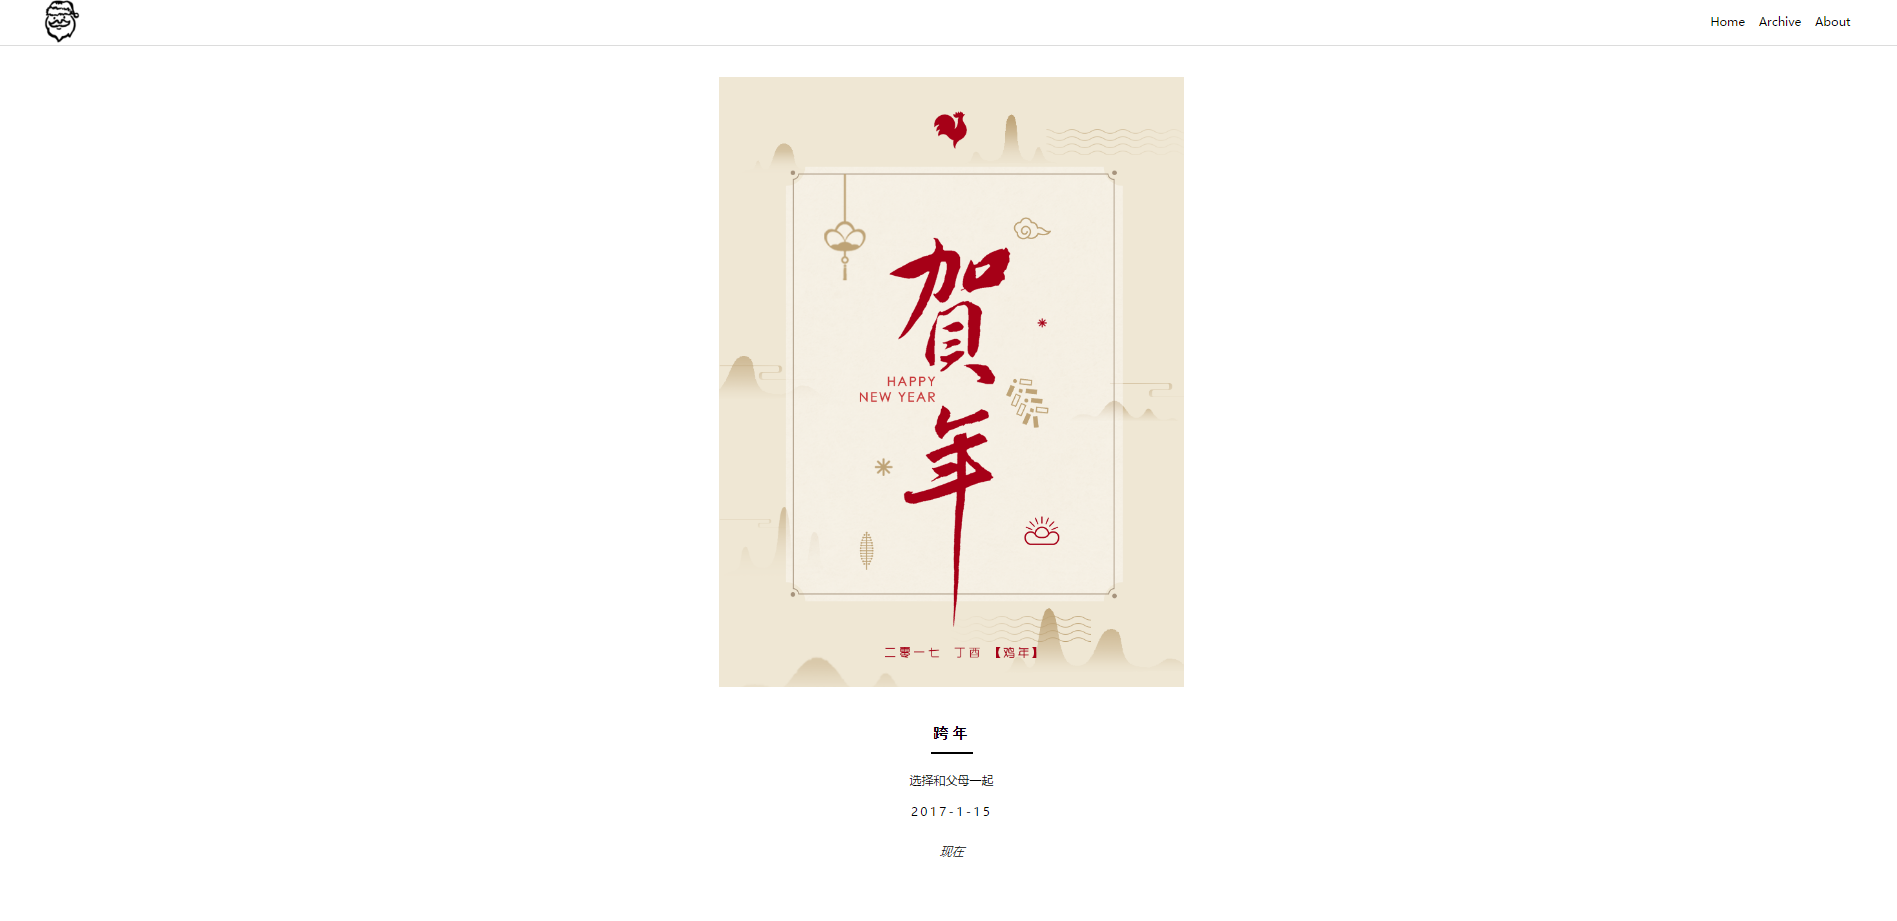 Home Archive About
賀
HAPPY
NEW YEAR
年
二零一七 丁酉 【鸡年】
跨年
选择和父母一起
2017-1-15
现在